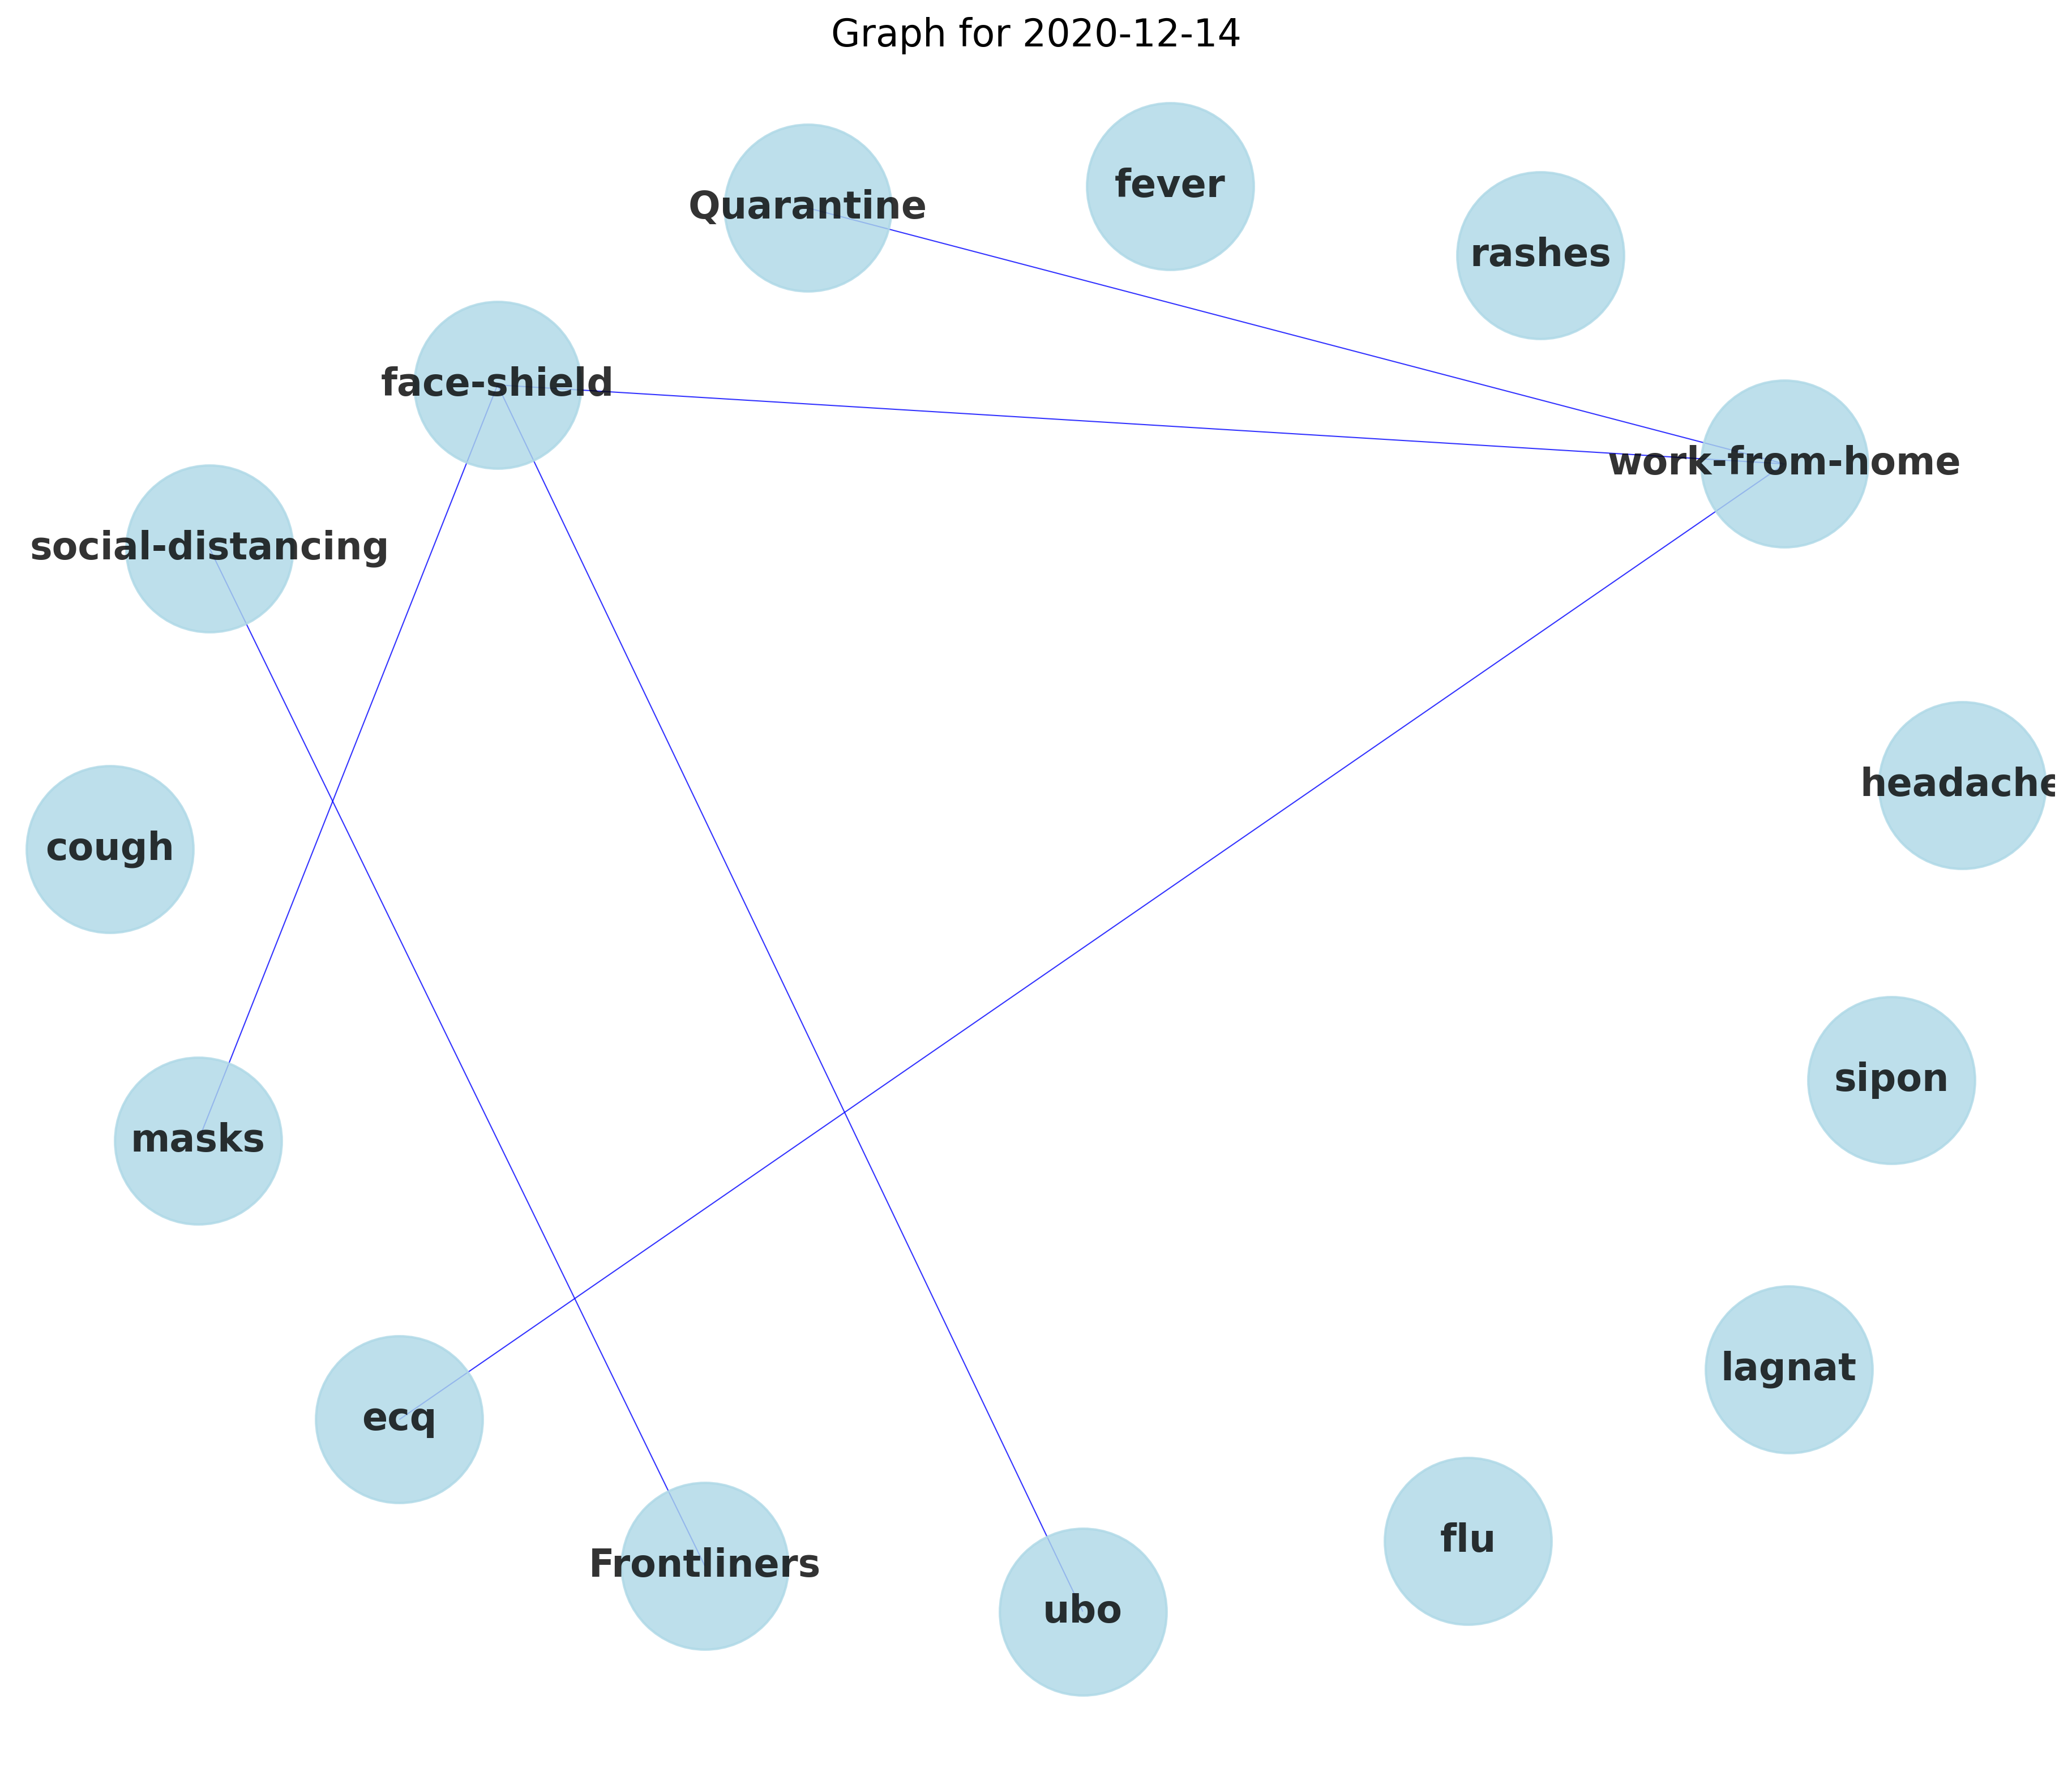 Graph for 2020-12-14
fever
Quarantine
rashes
face-shield
work-from-home
social-distancing
headache
cough
sipon
masks
lagnat
ecq
flu
Frontliners
ubo